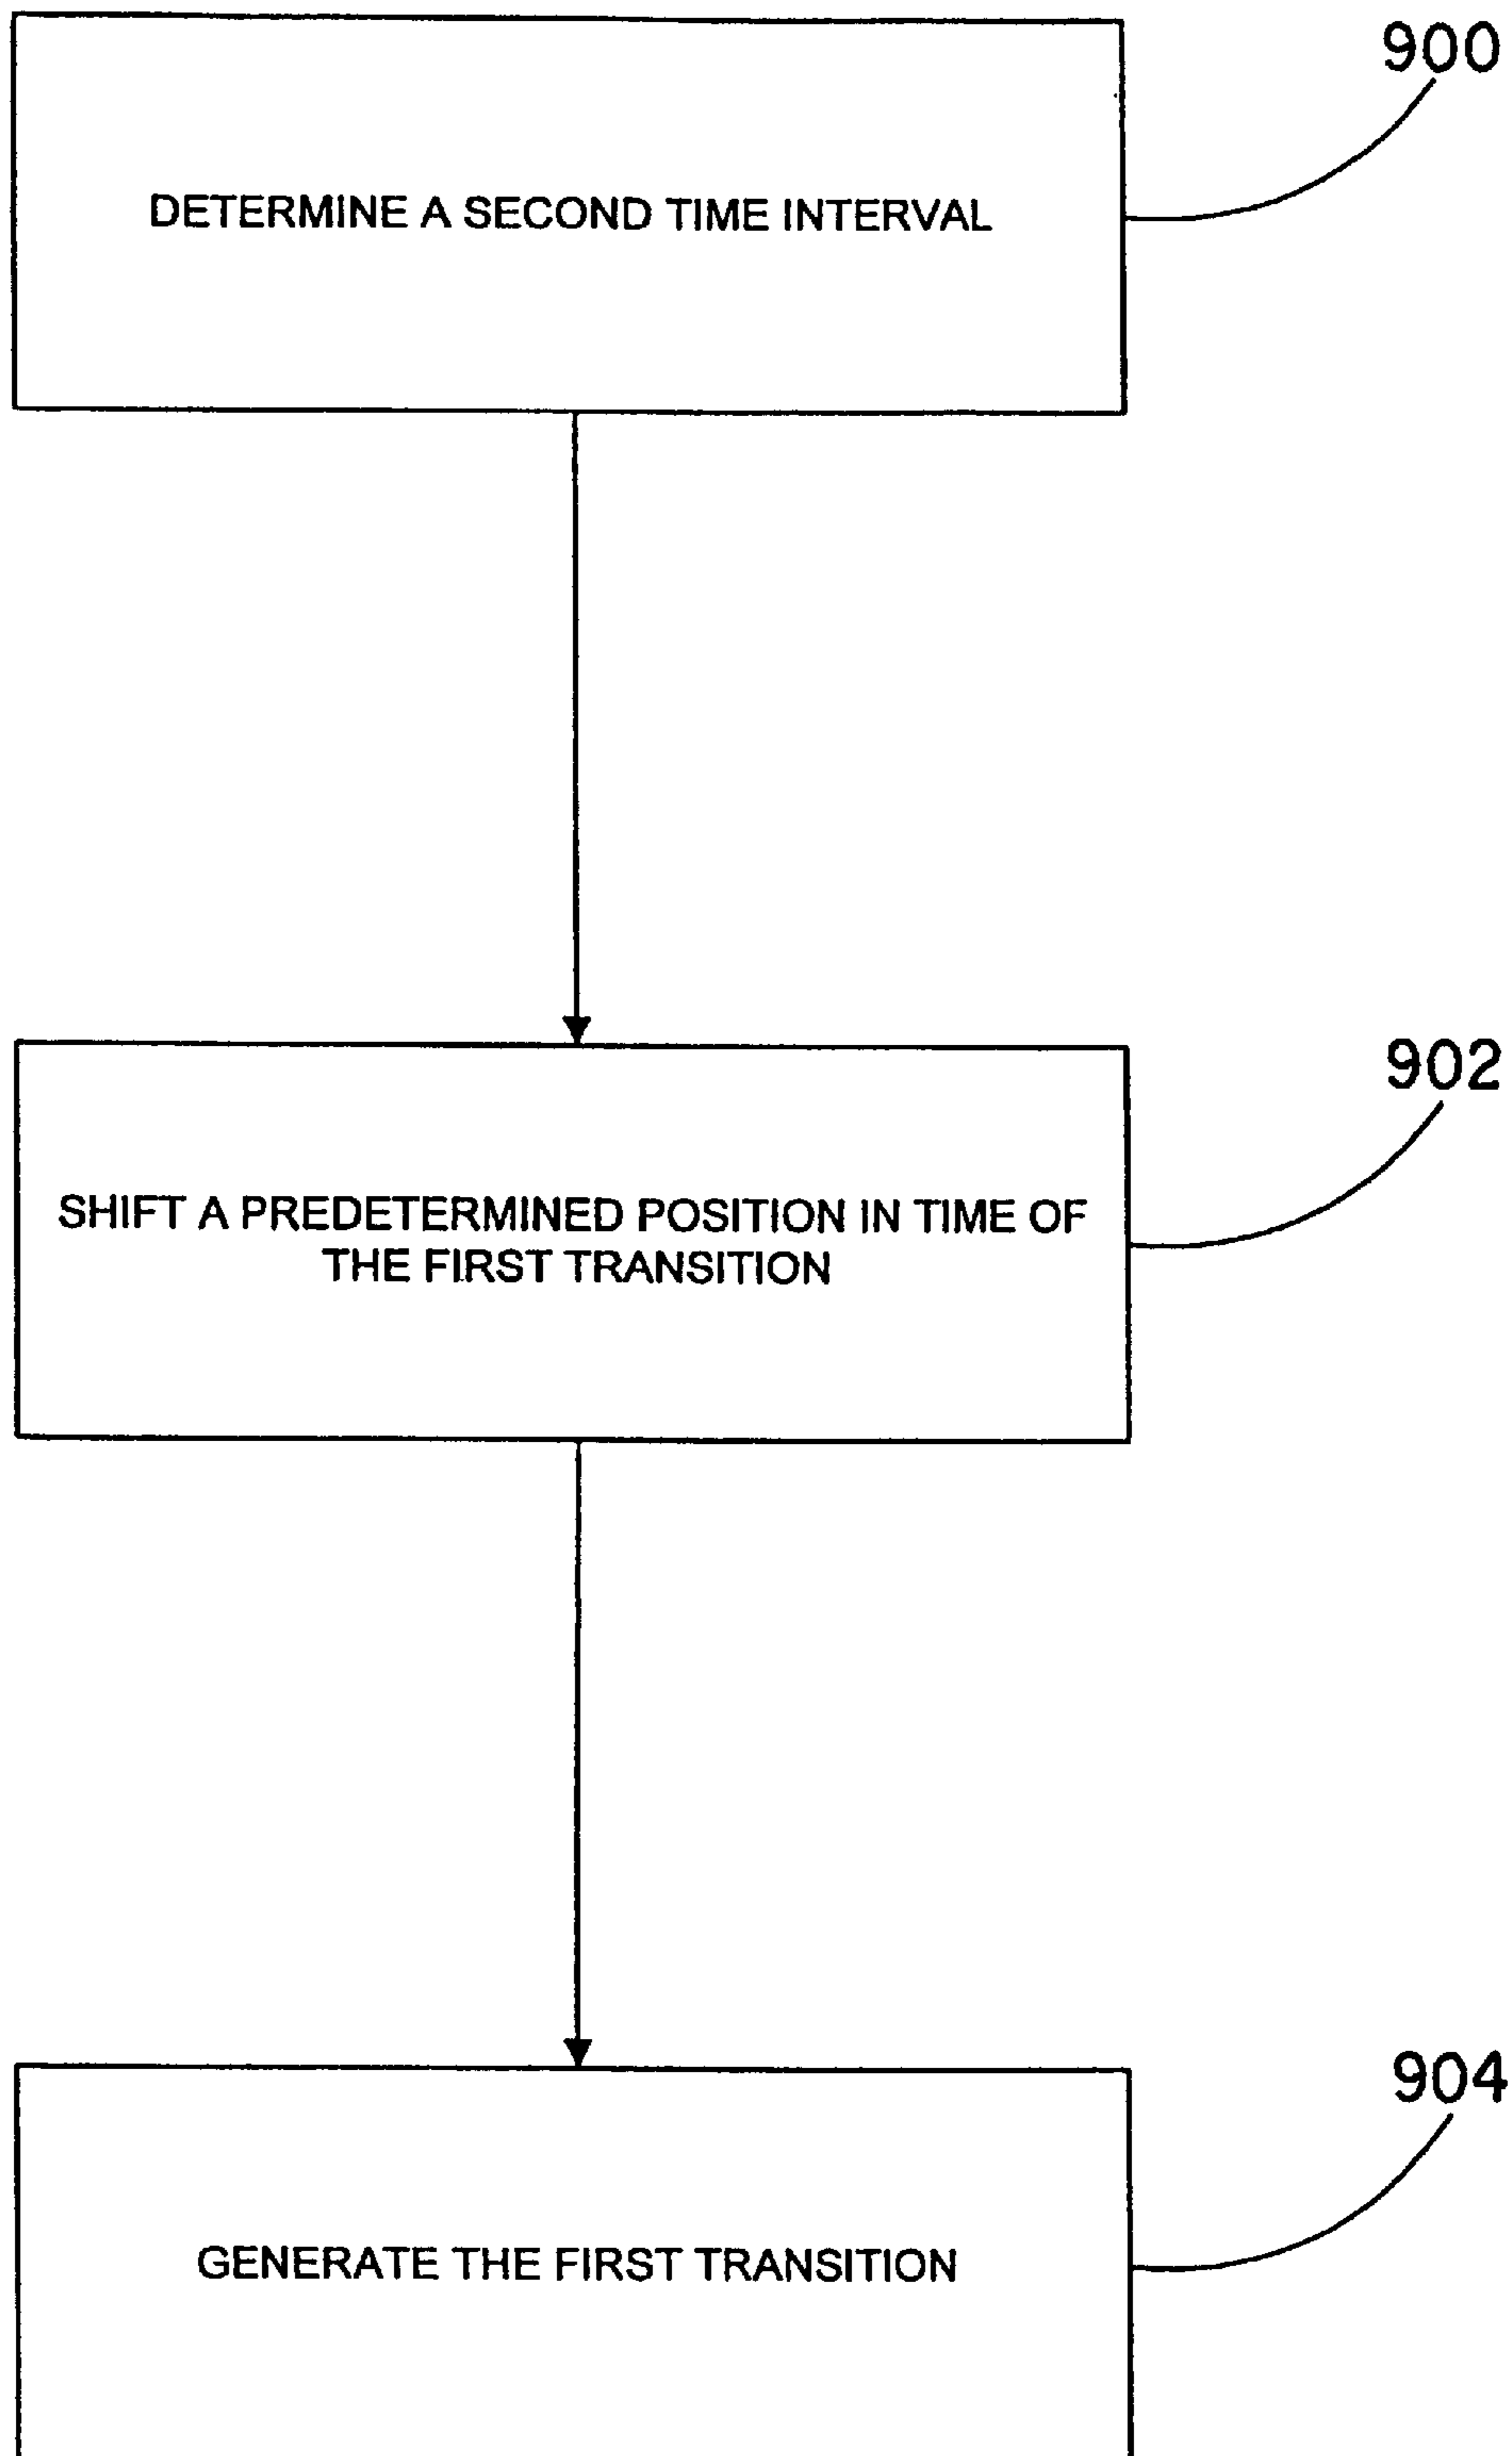 900
DETERMINE A SECOND TIME INTERVAL
902
SHIFT A PREDETERMINED POSITION IN TIME OF
THE FIRST TRANSITION
904
GENERATE THE FIRST TRANSITION